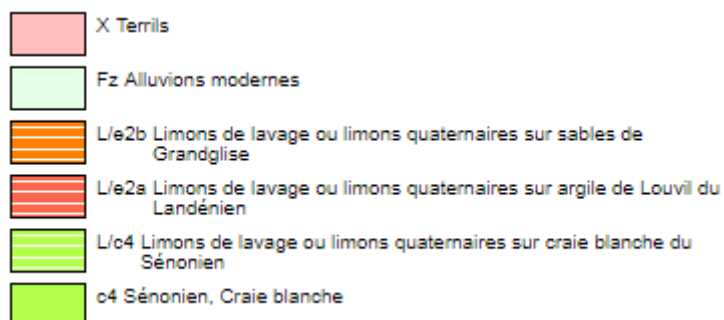 X Terrils
Fz Alluvions modernes
L/e2b Limons de lavage ou limons quaternaires sur sables de
Grandglise
L/e2a Limons de lavage ou limons quaternaires sur argile de Louvil du
Landénien
L/c4 Limons de lavage ou limons quaternaires sur craie blanche du
Sénonien
c4 Sénonien, Craie blanche